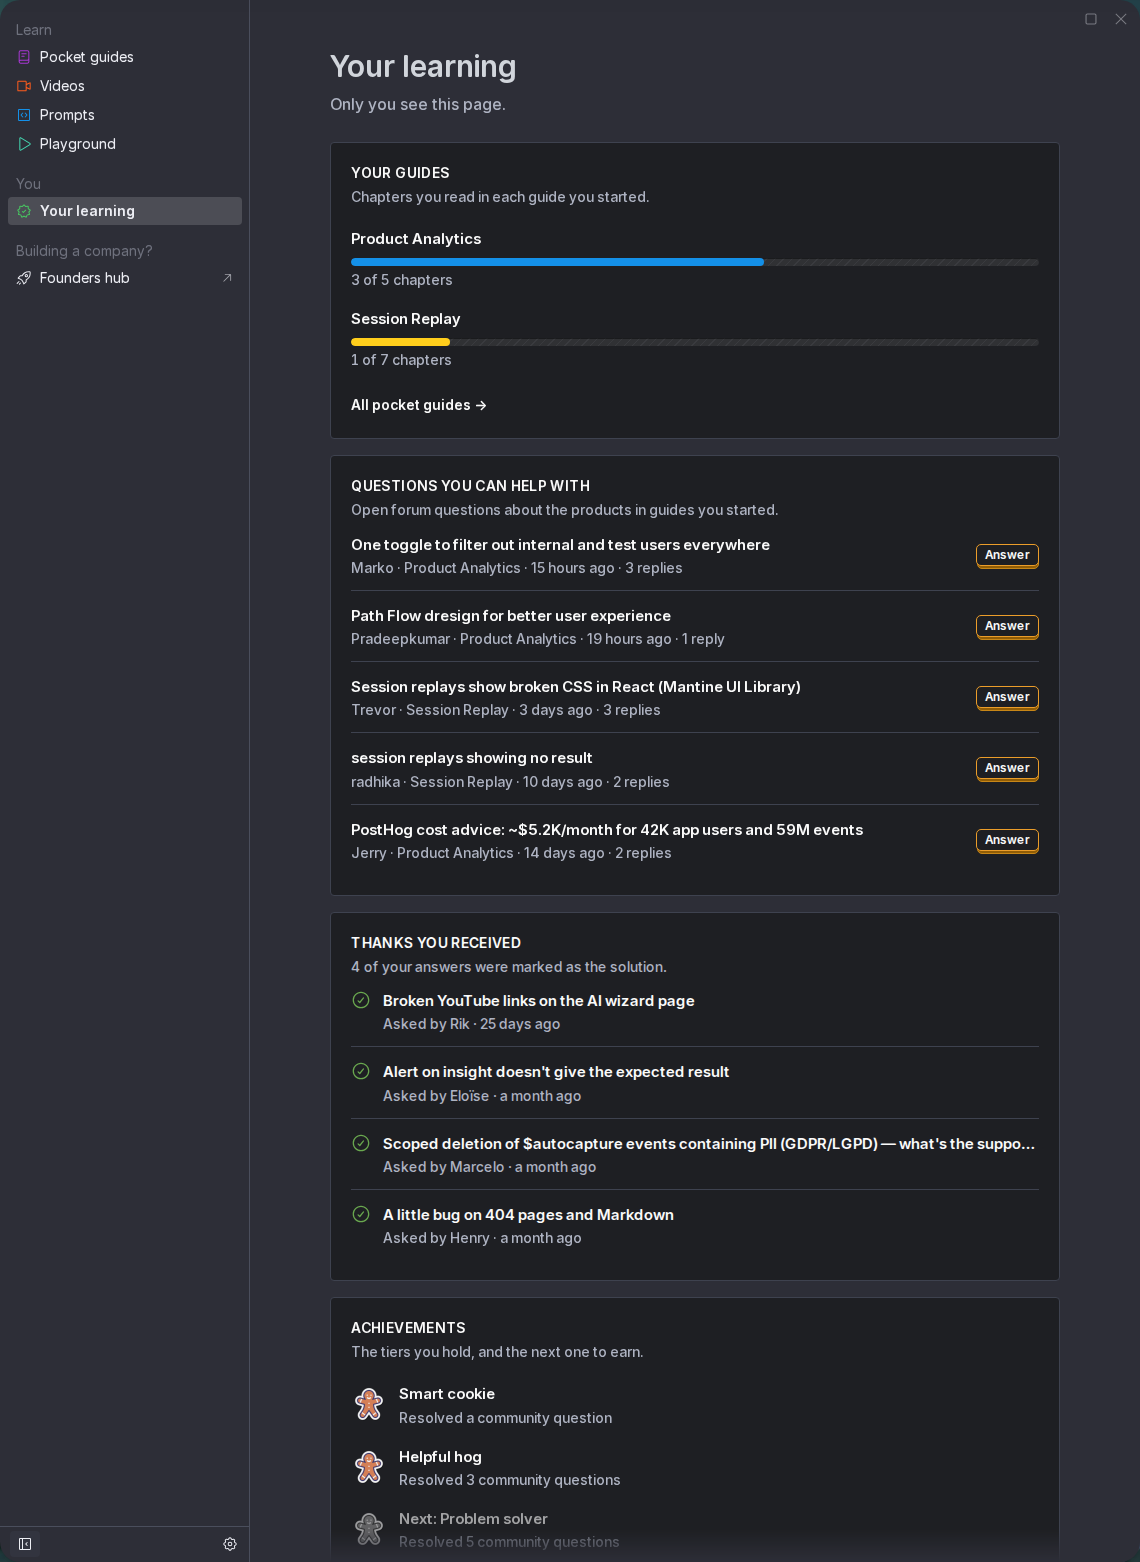 Learn
Pocket guides
Videos
Prompts
Playground
You
Your learning
Building a company?
Founders hub
Your learning
Only you see this page.
YOUR GUIDES
Chapters you read in each guide you started.
Product Analytics
3 of 5 chapters
Session Replay
1 of 7 chapters
All pocket guides →
QUESTIONS YOU CAN HELP WITH
Open forum questions about the products in guides you started.
One toggle to filter out internal and test users everywhere
Marko · Product Analytics · 15 hours ago · 3 replies
Answer
Path Flow dresign for better user experience
Pradeepkumar · Product Analytics · 19 hours ago · 1 reply
Answer
Session replays show broken CSS in React (Mantine UI Library)
Trevor · Session Replay · 3 days ago · 3 replies
Answer
session replays showing no result
radhika · Session Replay · 10 days ago · 2 replies
Answer
PostHog cost advice: ~$5.2K/month for 42K app users and 59M events
Jerry · Product Analytics · 14 days ago · 2 replies
Answer
THANKS YOU RECEIVED
4 of your answers were marked as the solution.
Broken YouTube links on the AI wizard page
Asked by Rik · 25 days ago
Alert on insight doesn't give the expected result
Asked by Eloïse · a month ago
Scoped deletion of $autocapture events containing PII (GDPR/LGPD) — what's the suppo...
Asked by Marcelo · a month ago
A little bug on 404 pages and Markdown
Asked by Henry · a month ago
ACHIEVEMENTS
The tiers you hold, and the next one to earn.
Smart cookie
Resolved a community question
Helpful hog
Resolved 3 community questions
Next: Problem solver
Resolved 5 community questions